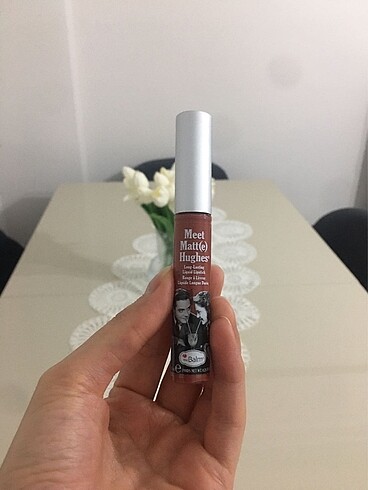 Meet
Matt(e)
Hughes®
Long-Lasting
Liquid Lipstick
Rouge à Lèvres
Liquide Longue Tenue
theBalm